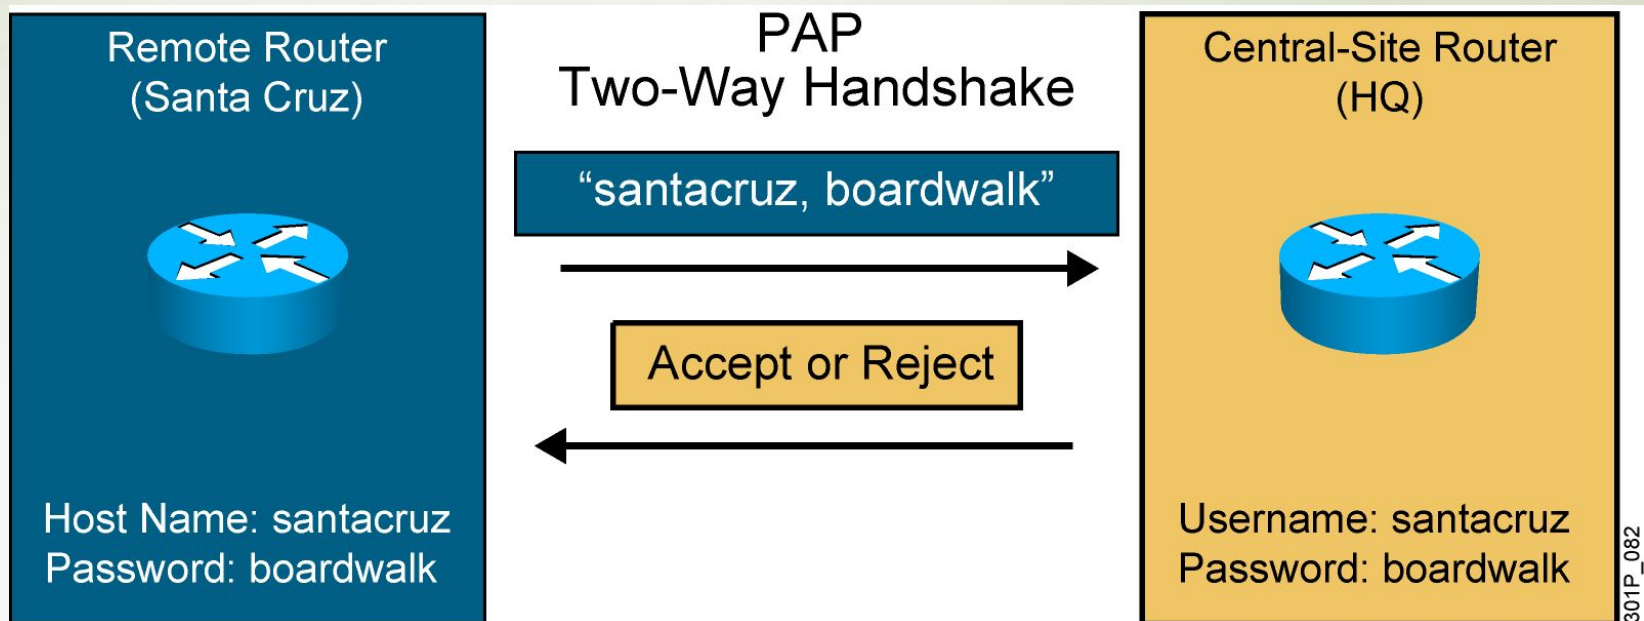 Remote Router
(Santa Cruz)
PAP
Two-Way Handshake
Central-Site Router
(HQ)
“santacruz, boardwalk”
Accept or Reject
Host Name: santacruz
Password: boardwalk
Username: santacruz
Password: boardwalk
301P_082